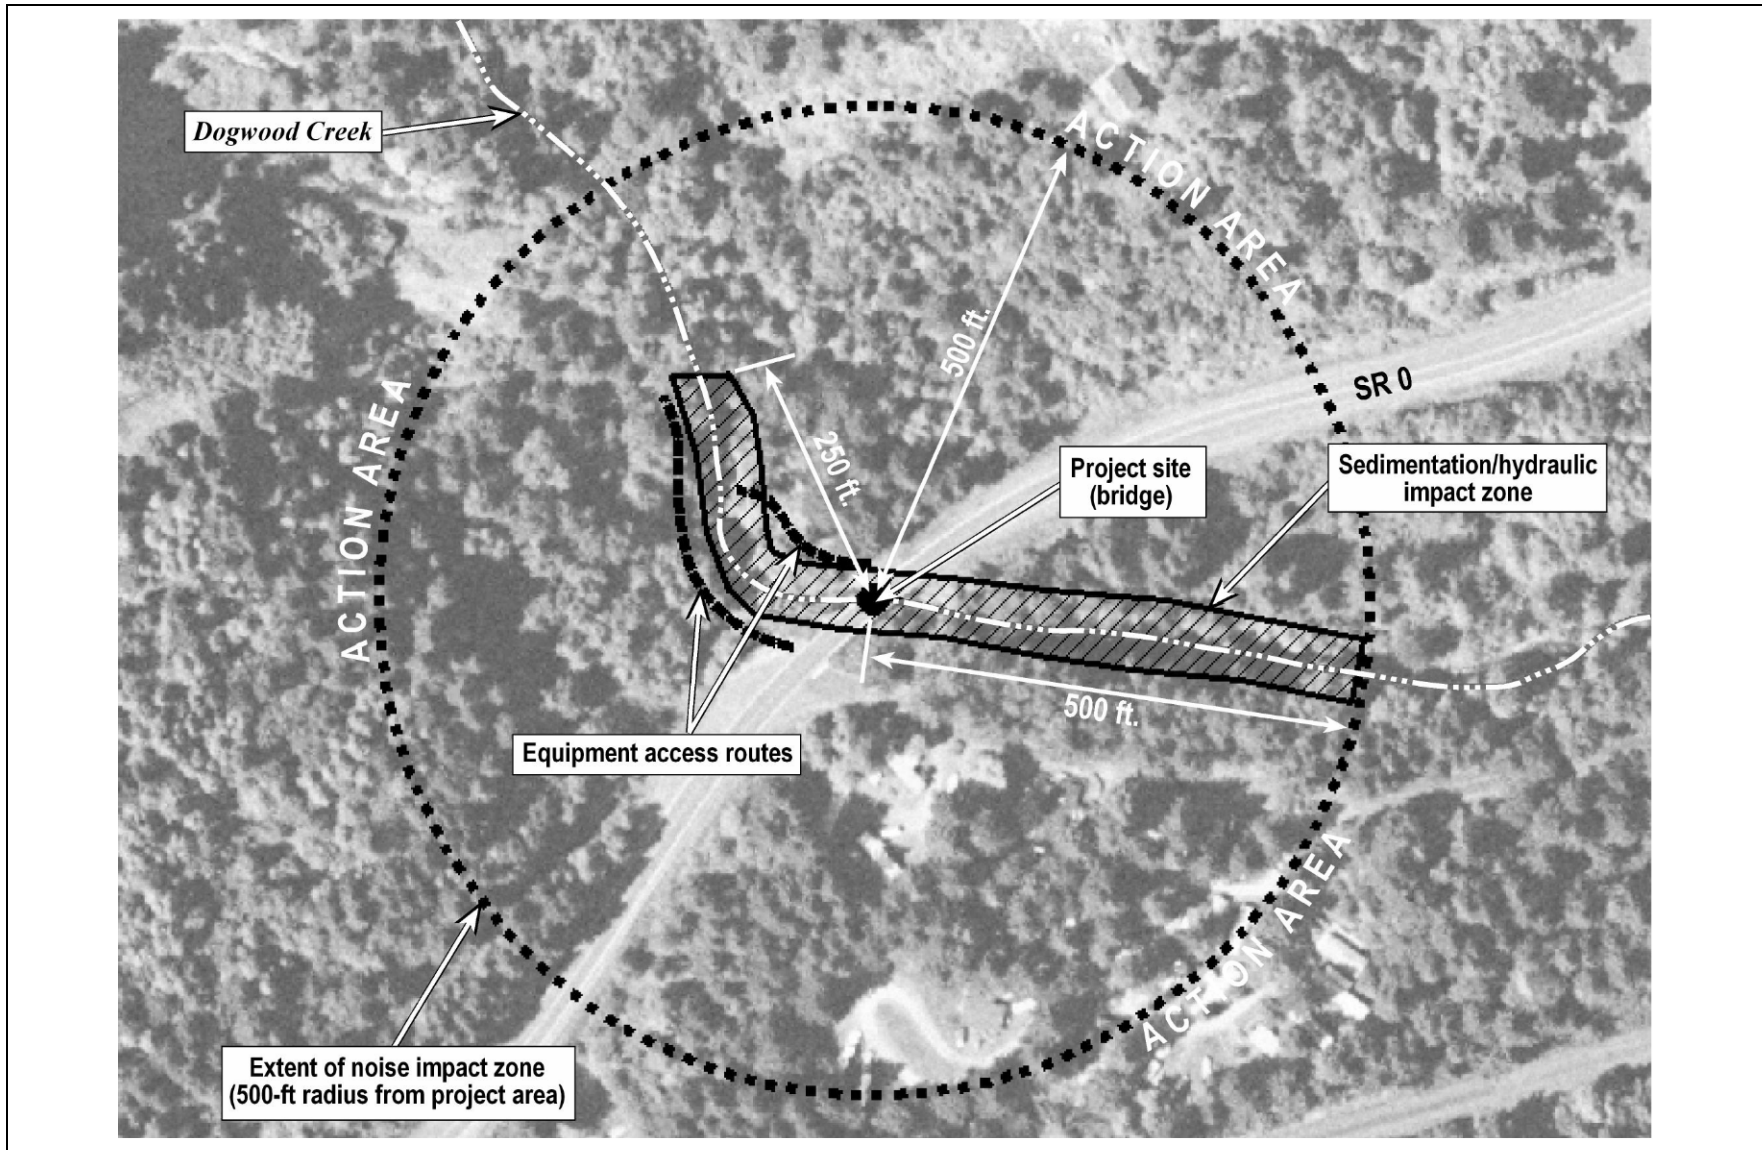 Dogwood Creek
ACTION AREA
500 ft.
SR 0
ACTION AREA
250 ft.
Project site
(bridge)
Sedimentation/hydraulic
impact zone
500 ft.
Equipment access routes
ACTION AREA
Extent of noise impact zone
(500-ft radius from project area)